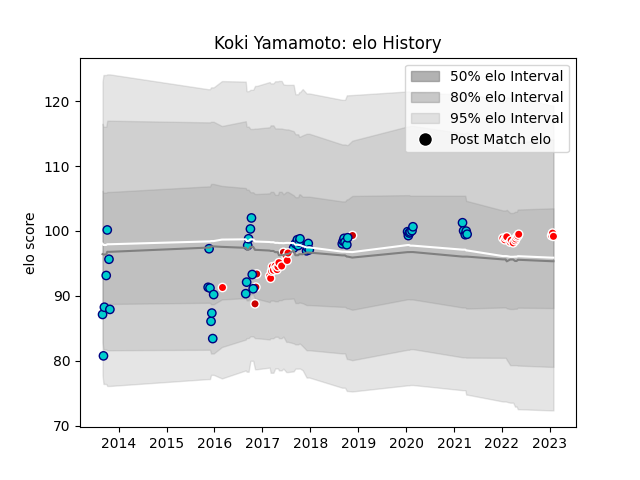 Koki Yamamoto: elo History
50% elo Interval
80% elo Interval
95% elo Interval
Post Match elo
elo score
120
110
100
90
80
70
2014 2015 2016 2017 2018 2019 2020 2021 2022 2023